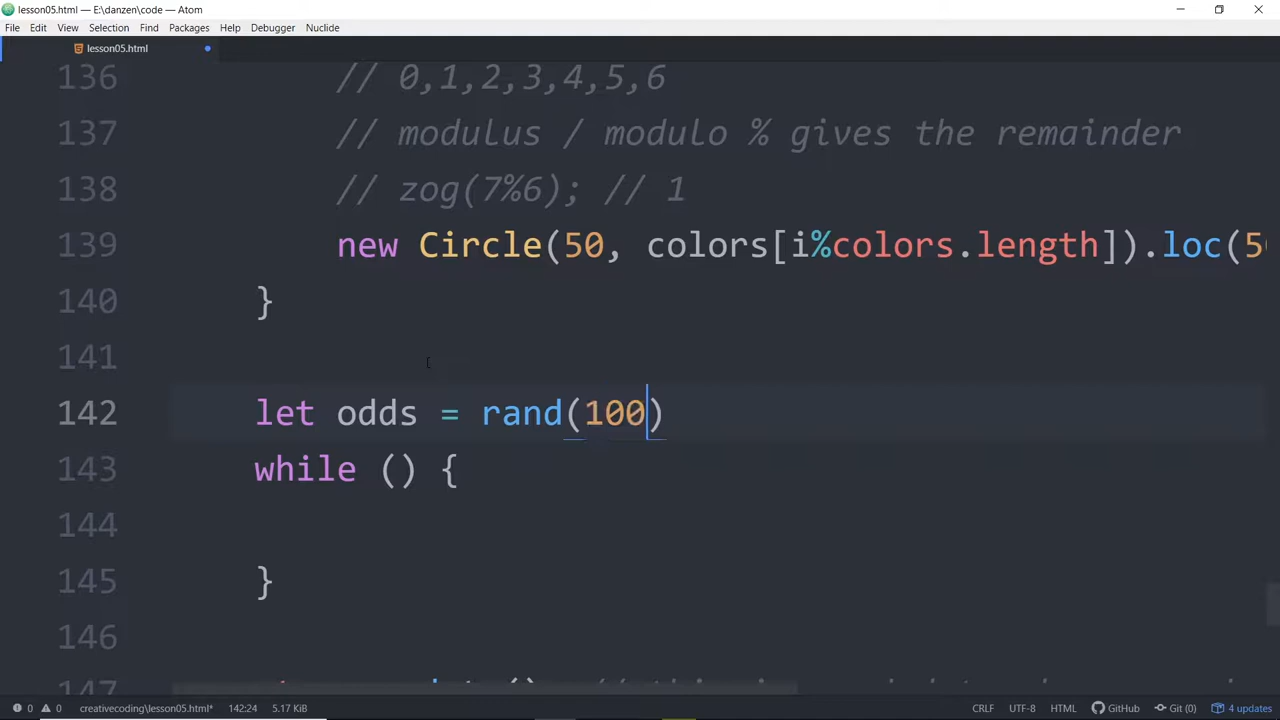 lesson05.html — E:\danzen\code — Atom
File Edit View Selection Find Packages Help Debugger Nuclide
lesson05.html
136 // 0,1,2,3,4,5,6
137 // modulus / modulo % gives the remainder
138 // zog(7%6); // 1
139 new Circle(50, colors[i%colors.length]).loc(5
140 }
141
142 let odds = rand(100)
143 while () {
144
145 }
146
147
0 0 creativecoding\lesson05.html* 142:24 5.17 KiB CRLF UTF-8 HTML GitHub Git (0) 4 updates